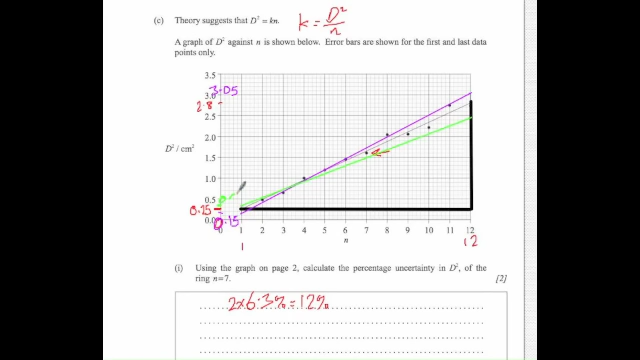 (c) Theory suggests that D² = kn. k = D²/n
A graph of D² against n is shown below. Error bars are shown for the first and last data
points only.
3.5
3.0
3.05
2.8
2.5
2.0
D² / cm²
1.5
1.0
0.5
0.25
0.0
0.15
0 1 2 3 4 5 6 7 8 9 10 11 12
1 n 12
(i) Using the graph on page 2, calculate the percentage uncertainty in D², of the
ring n=7. [2]
2×6.3%=12%